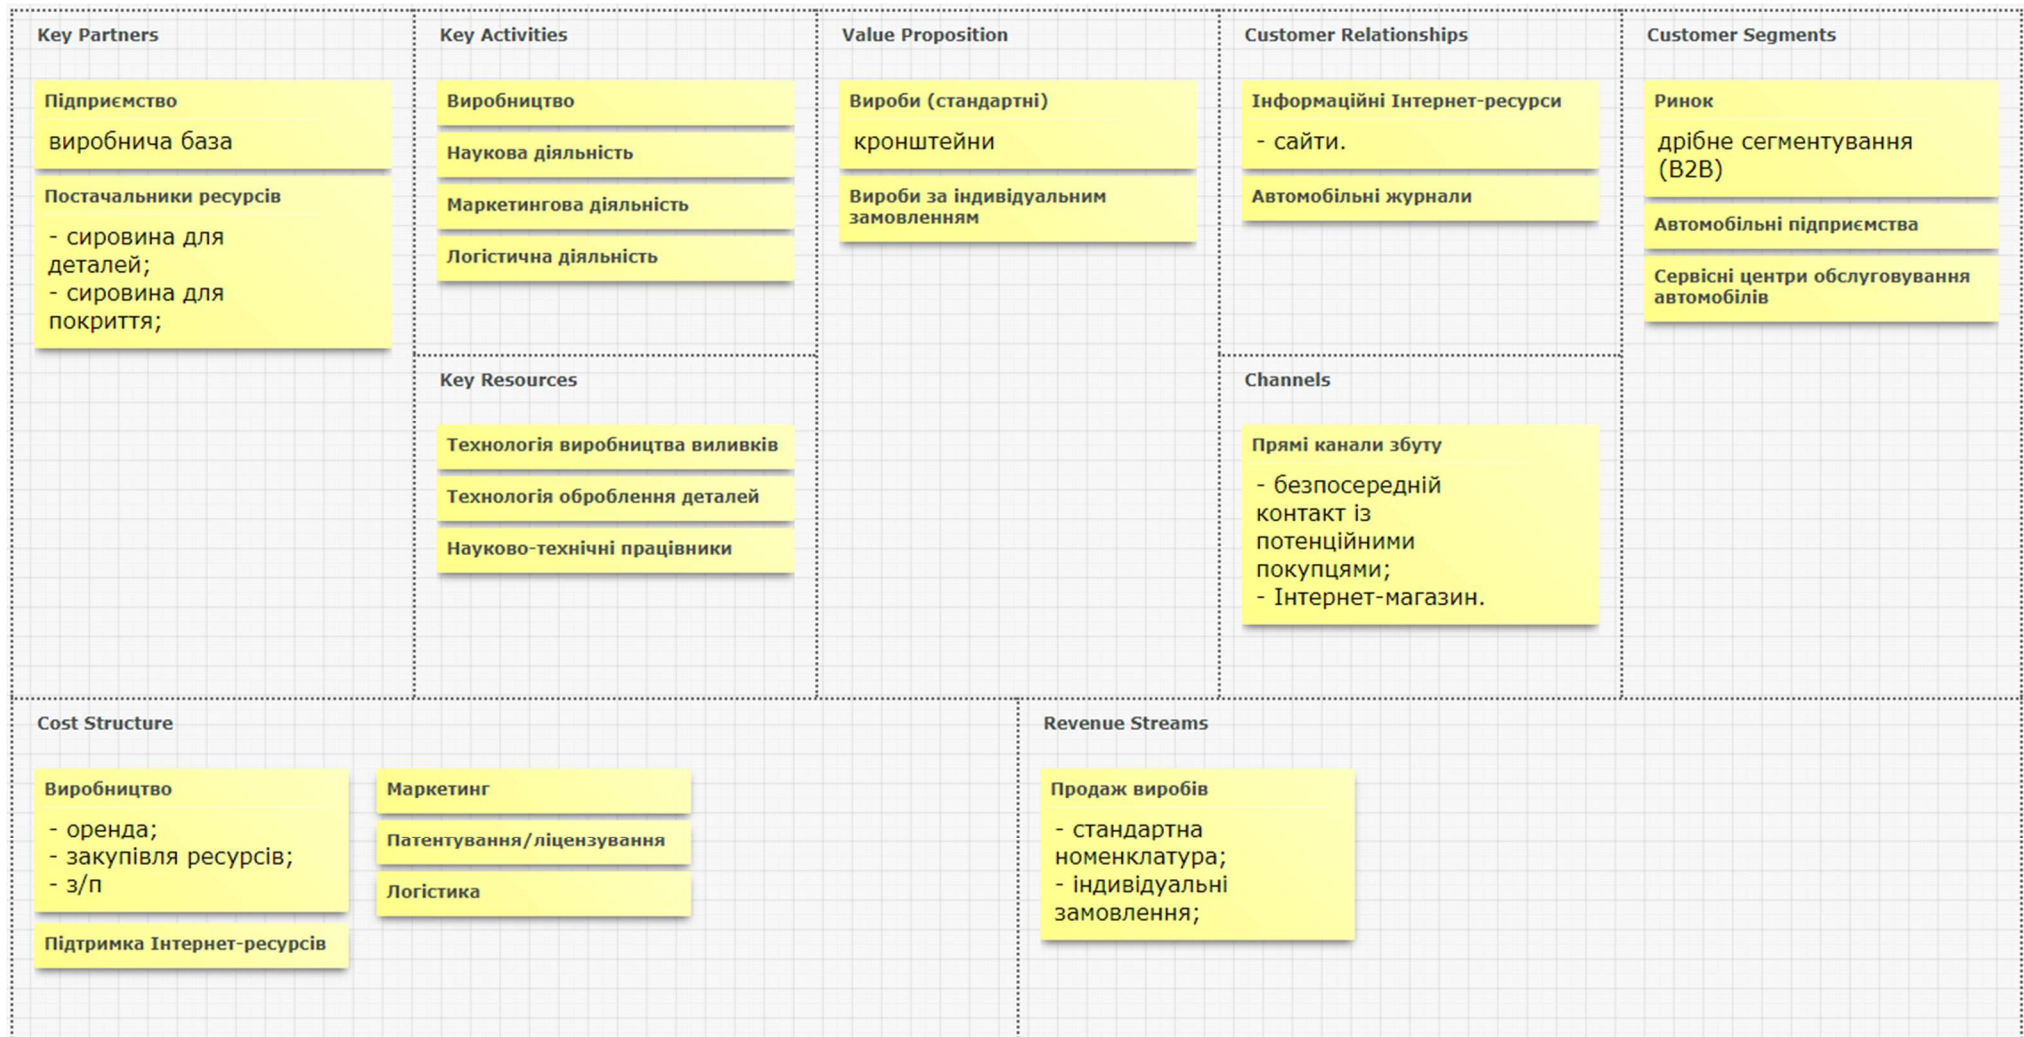 Key Partners
Підприємство
виробнича база
Постачальники ресурсів
- сировина для
деталей;
- сировина для
покриття;
Key Activities
Виробництво
Наукова діяльність
Маркетингова діяльність
Логістична діяльність
Key Resources
Технологія виробництва виливків
Технологія оброблення деталей
Науково-технічні працівники
Value Proposition
Вироби (стандартні)
кронштейни
Вироби за індивідуальним
замовленням
Customer Relationships
Інформаційні Інтернет-ресурси
- сайти.
Автомобільні журнали
Channels
Прямі канали збуту
- безпосередній
контакт із
потенційними
покупцями;
- Інтернет-магазин.
Customer Segments
Ринок
дрібне сегментування
(B2B)
Автомобільні підприємства
Сервісні центри обслуговування
автомобілів
Cost Structure
Виробництво
- оренда;
- закупівля ресурсів;
- з/п
Підтримка Інтернет-ресурсів
Маркетинг
Патентування/ліцензування
Логістика
Revenue Streams
Продаж виробів
- стандартна
номенклатура;
- індивідуальні
замовлення;